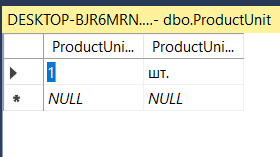 DESKTOP-BJR6MRN....- dbo.ProductUnit
ProductUni... ProductUni...
1 шт.
NULL NULL